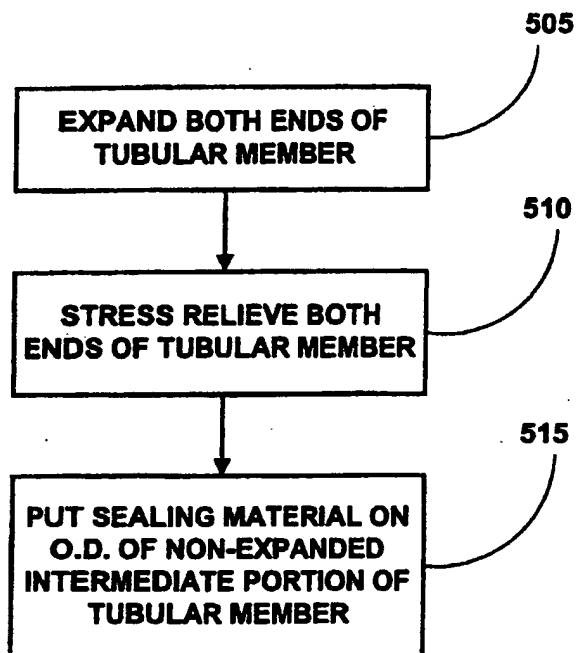 505
EXPAND BOTH ENDS OF
TUBULAR MEMBER
510
STRESS RELIEVE BOTH
ENDS OF TUBULAR MEMBER
515
PUT SEALING MATERIAL ON
O.D. OF NON-EXPANDED
INTERMEDIATE PORTION OF
TUBULAR MEMBER